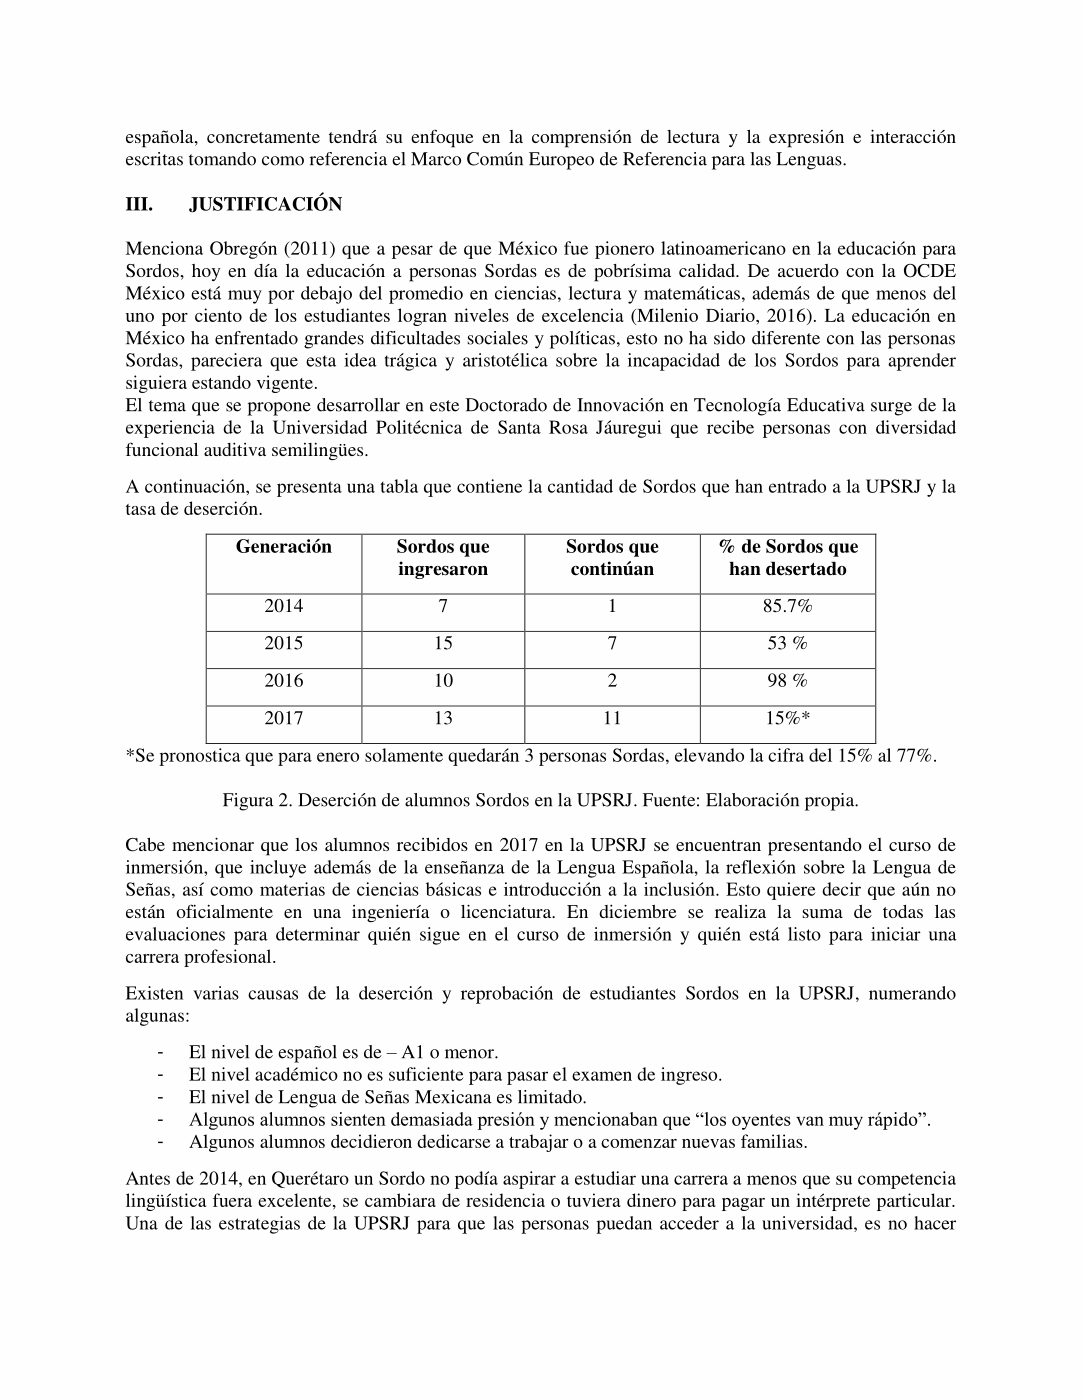 española, concretamente tendrá su enfoque en la comprensión de lectura y la expresión e interacción
escritas tomando como referencia el Marco Común Europeo de Referencia para las Lenguas.
III. JUSTIFICACIÓN
Menciona Obregón (2011) que a pesar de que México fue pionero latinoamericano en la educación para
Sordos, hoy en día la educación a personas Sordas es de pobrísima calidad. De acuerdo con la OCDE
México está muy por debajo del promedio en ciencias, lectura y matemáticas, además de que menos del
uno por ciento de los estudiantes logran niveles de excelencia (Milenio Diario, 2016). La educación en
México ha enfrentado grandes dificultades sociales y políticas, esto no ha sido diferente con las personas
Sordas, pareciera que esta idea trágica y aristotélica sobre la incapacidad de los Sordos para aprender
siguiera estando vigente.
El tema que se propone desarrollar en este Doctorado de Innovación en Tecnología Educativa surge de la
experiencia de la Universidad Politécnica de Santa Rosa Jáuregui que recibe personas con diversidad
funcional auditiva semilingües.
A continuación, se presenta una tabla que contiene la cantidad de Sordos que han entrado a la UPSRJ y la
tasa de deserción.
Generación Sordos que Sordos que % de Sordos que
ingresaron continúan han desertado
2014 7 1 85.7%
2015 15 7 53 %
2016 10 2 98 %
2017 13 11 15%*
*Se pronostica que para enero solamente quedarán 3 personas Sordas, elevando la cifra del 15% al 77%.
Figura 2. Deserción de alumnos Sordos en la UPSRJ. Fuente: Elaboración propia.
Cabe mencionar que los alumnos recibidos en 2017 en la UPSRJ se encuentran presentando el curso de
inmersión, que incluye además de la enseñanza de la Lengua Española, la reflexión sobre la Lengua de
Señas, así como materias de ciencias básicas e introducción a la inclusión. Esto quiere decir que aún no
están oficialmente en una ingeniería o licenciatura. En diciembre se realiza la suma de todas las
evaluaciones para determinar quién sigue en el curso de inmersión y quién está listo para iniciar una
carrera profesional.
Existen varias causas de la deserción y reprobación de estudiantes Sordos en la UPSRJ, numerando
algunas:
- El nivel de español es de – A1 o menor.
- El nivel académico no es suficiente para pasar el examen de ingreso.
- El nivel de Lengua de Señas Mexicana es limitado.
- Algunos alumnos sienten demasiada presión y mencionaban que “los oyentes van muy rápido”.
- Algunos alumnos decidieron dedicarse a trabajar o a comenzar nuevas familias.
Antes de 2014, en Querétaro un Sordo no podía aspirar a estudiar una carrera a menos que su competencia
lingüística fuera excelente, se cambiara de residencia o tuviera dinero para pagar un intérprete particular.
Una de las estrategias de la UPSRJ para que las personas puedan acceder a la universidad, es no hacer